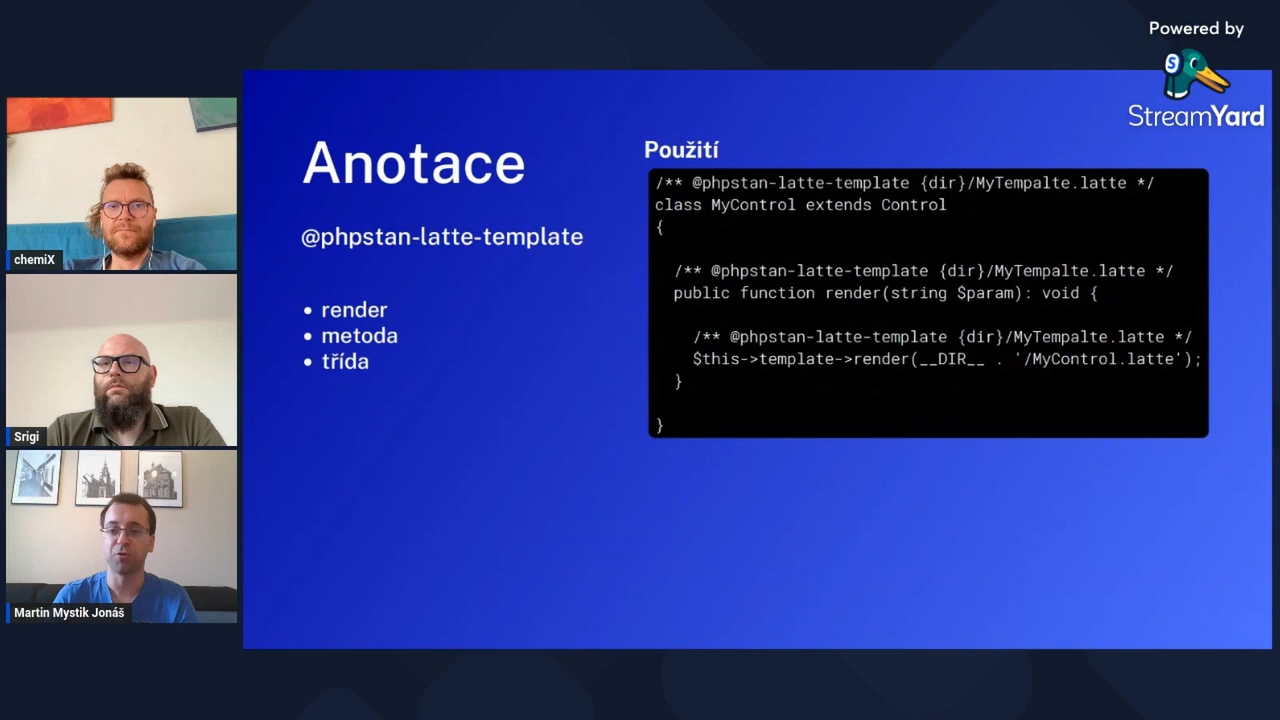 Powered by
S
StreamYard
chemiX
Srigi
Martin Mystik Jonáš
Anotace
@phpstan-latte-template
• render
• metoda
• třída
Použití
/** @phpstan-latte-template {dir}/MyTempalte.latte */
class MyControl extends Control
{
/** @phpstan-latte-template {dir}/MyTempalte.latte */
public function render(string $param): void {
/** @phpstan-latte-template {dir}/MyTempalte.latte */
$this->template->render(__DIR__ . '/MyControl.latte');
}
}